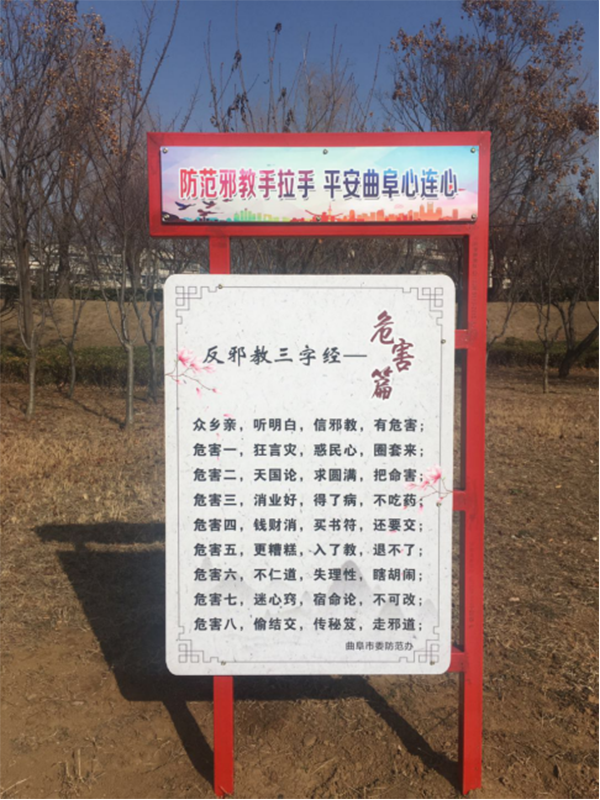 防范邪教手拉手 平安曲阜心连心
反邪教三字经—危害篇
众乡亲，听明白，信邪教，有危害；
危害一，狂言灾，惑民心，圈套来；
危害二，天国论，求圆满，把命害；
危害三，消业好，得了病，不吃药；
危害四，钱财消，买书符，还要交；
危害五，更糟糕，入了教，退不了；
危害六，不仁道，失理性，瞎胡闹；
危害七，迷心窍，宿命论，不可改；
危害八，偷结交，传秘笈，走邪道；
曲阜市委防范办